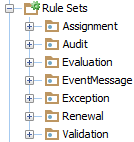 Rule Sets
Assignment
Audit
Evaluation
EventMessage
Exception
Renewal
Validation